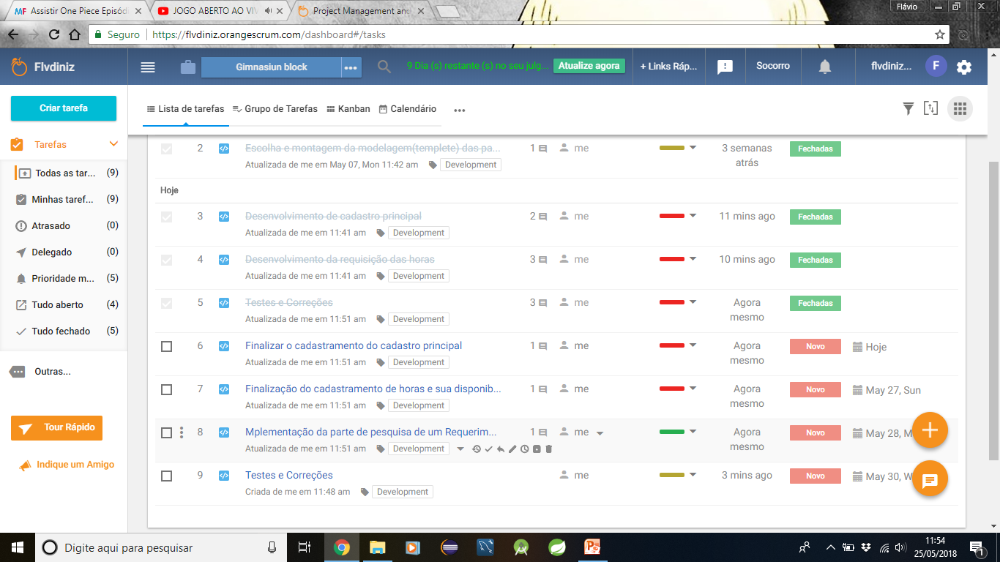 Assistir One Piece Episód
JOGO ABERTO AO VIV
Project Management and
Flávio
Seguro
https://flvdiniz.orangescrum.com/dashboard#/tasks
Flvdiniz
Gimnasiun block
9 Dia (s) restante (s) no seu julg...
Atualize agora
+ Links Ráp...
Socorro
flvdiniz...
F
Criar tarefa
Lista de tarefas
Grupo de Tarefas
Kanban
Calendário
Tarefas
Todas as tar... (9)
Minhas taref... (9)
Atrasado (0)
Delegado (0)
Prioridade m... (5)
Tudo aberto (4)
Tudo fechado (5)
Outras...
Tour Rápido
Indique um Amigo
2 Escolha e montagem da modelagem(templete) das pa... 1 me 3 semanas atrás Fechadas
Atualizada de me em May 07, Mon 11:42 am Development
Hoje
3 Desenvolvimento de cadastro principal 2 me 11 mins ago Fechadas
Atualizada de me em 11:41 am Development
4 Desenvolvimento da requisição das horas 3 me 10 mins ago Fechadas
Atualizada de me em 11:41 am Development
5 Testes e Correções 3 me Agora mesmo Fechadas
Atualizada de me em 11:51 am Development
6 Finalizar o cadastramento do cadastro principal 1 me Agora mesmo Novo Hoje
Atualizada de me em 11:51 am Development
7 Finalização do cadastramento de horas e sua disponib... 1 me Agora mesmo Novo May 27, Sun
Atualizada de me em 11:51 am Development
8 Mplementação da parte de pesquisa de um Requerim... 1 me Agora mesmo Novo May 28, M
Atualizada de me em 11:51 am Development
9 Testes e Correções me 3 mins ago Novo May 30, W
Criada de me em 11:48 am Development
Digite aqui para pesquisar
11:54
25/05/2018
1